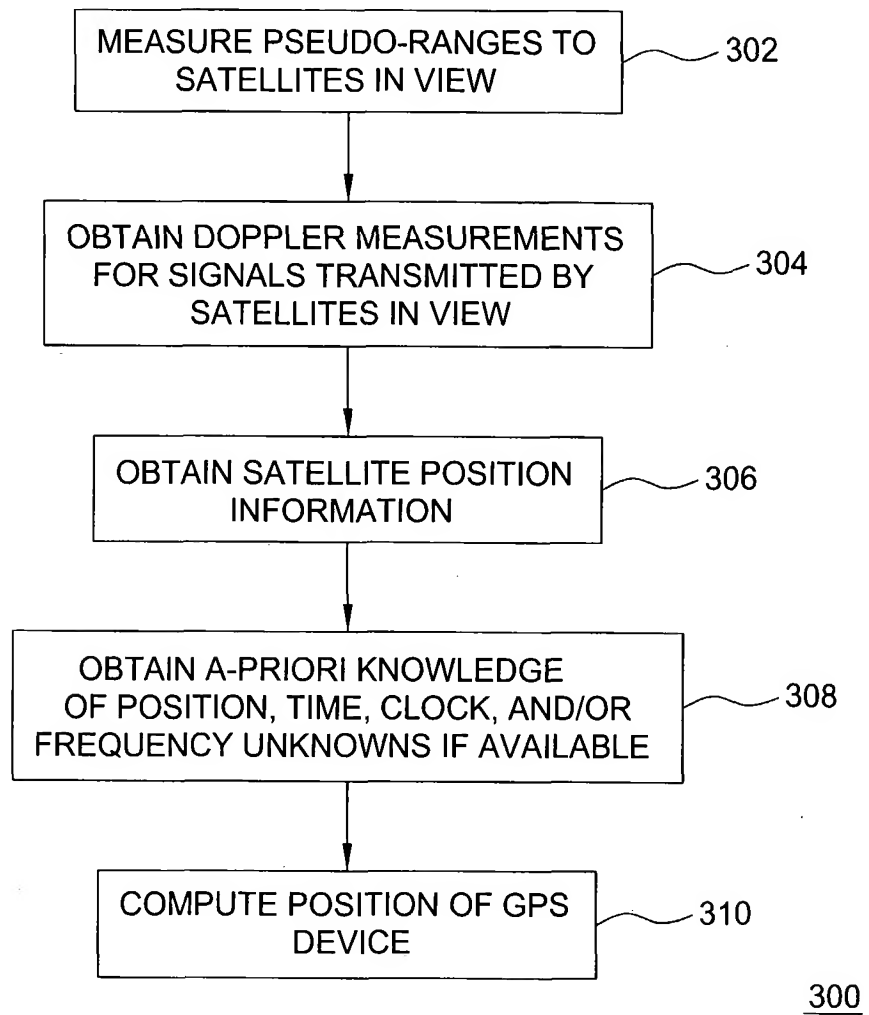 MEASURE PSEUDO-RANGES TO
SATELLITES IN VIEW
302
OBTAIN DOPPLER MEASUREMENTS
FOR SIGNALS TRANSMITTED BY
SATELLITES IN VIEW
304
OBTAIN SATELLITE POSITION
INFORMATION
306
OBTAIN A-PRIORI KNOWLEDGE
OF POSITION, TIME, CLOCK, AND/OR
FREQUENCY UNKNOWNS IF AVAILABLE
308
COMPUTE POSITION OF GPS
DEVICE
310
300